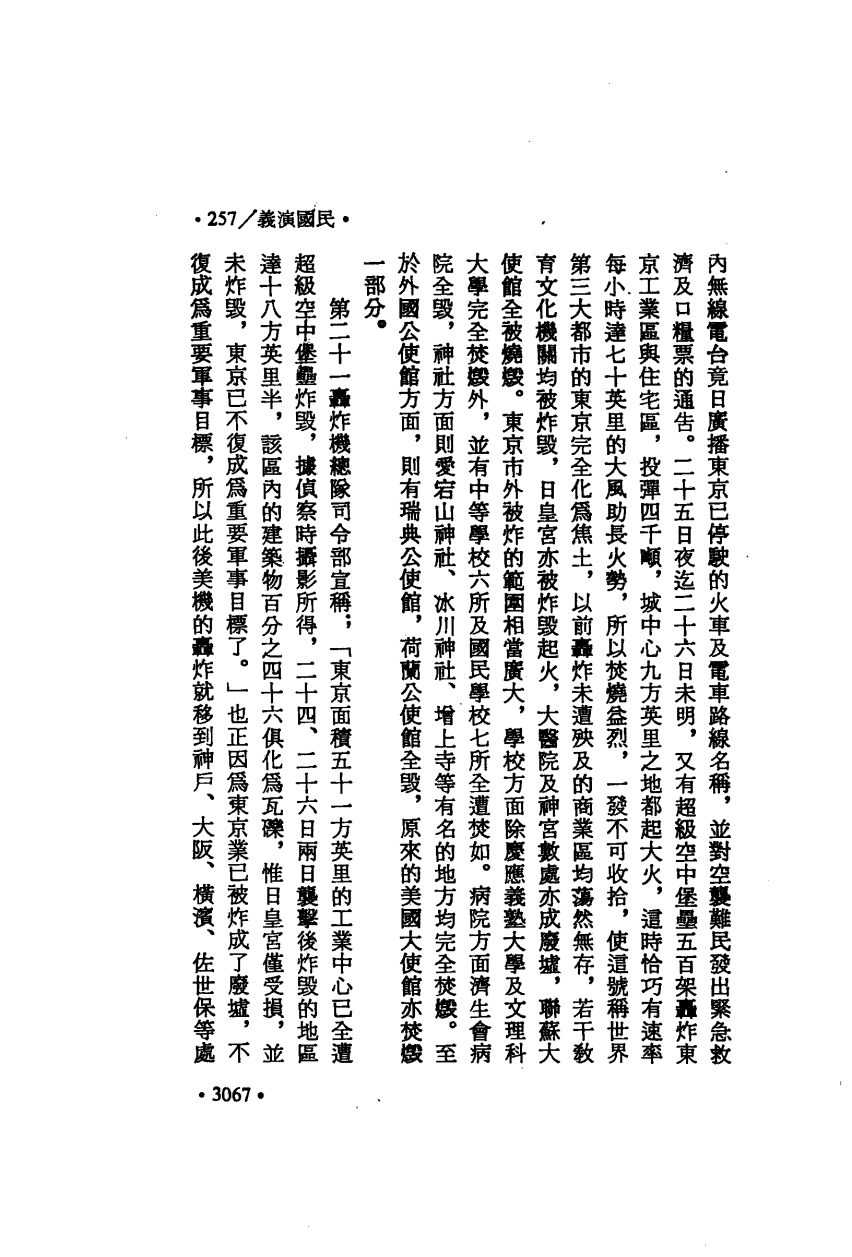 ·257／義演國民·
內無線電台竟日廣播東京已停駛的火車及電車路線名稱，並對空襲難民發出緊急救
濟及口糧票的通告。二十五日夜迄二十六日未明，又有超級空中堡壘五百架轟炸東
京工業區與住宅區，投彈四千噸，城中心九方英里之地都起大火，這時恰巧有速率
每小時達七十英里的大風助長火勢，所以焚燒益烈，一發不可收拾，使這號稱世界
第三大都市的東京完全化爲焦土，以前轟炸未遭殃及的商業區均蕩然無存，若干教
育文化機關均被炸毀，日皇宮亦被炸毀起火，大醫院及神宮數處亦成廢墟，聯蘇大
使館全被燒燬。東京市外被炸的範圍相當廣大，學校方面除慶應義塾大學及文理科
大學完全焚燬外，並有中等學校六所及國民學校七所全遭焚如。病院方面濟生會病
院全毀，神社方面則愛宕山神社、冰川神社、增上寺等有名的地方均完全焚燬。至
於外國公使館方面，則有瑞典公使館，荷蘭公使館全毀，原來的美國大使館亦焚燬
一部分。
第二十一轟炸機總隊司令部宣稱；「東京面積五十一方英里的工業中心已全遭
超級空中堡壘炸毀，據偵察時攝影所得，二十四、二十六日兩日襲擊後炸毀的地區
達十八方英里半，該區內的建築物百分之四十六俱化爲瓦礫，惟日皇宮僅受損，並
未炸毀，東京已不復成爲重要軍事目標了。」也正因爲東京業已被炸成了廢墟，不
復成爲重要軍事目標，所以此後美機的轟炸就移到神戶、大阪、橫濱、佐世保等處
·3067·